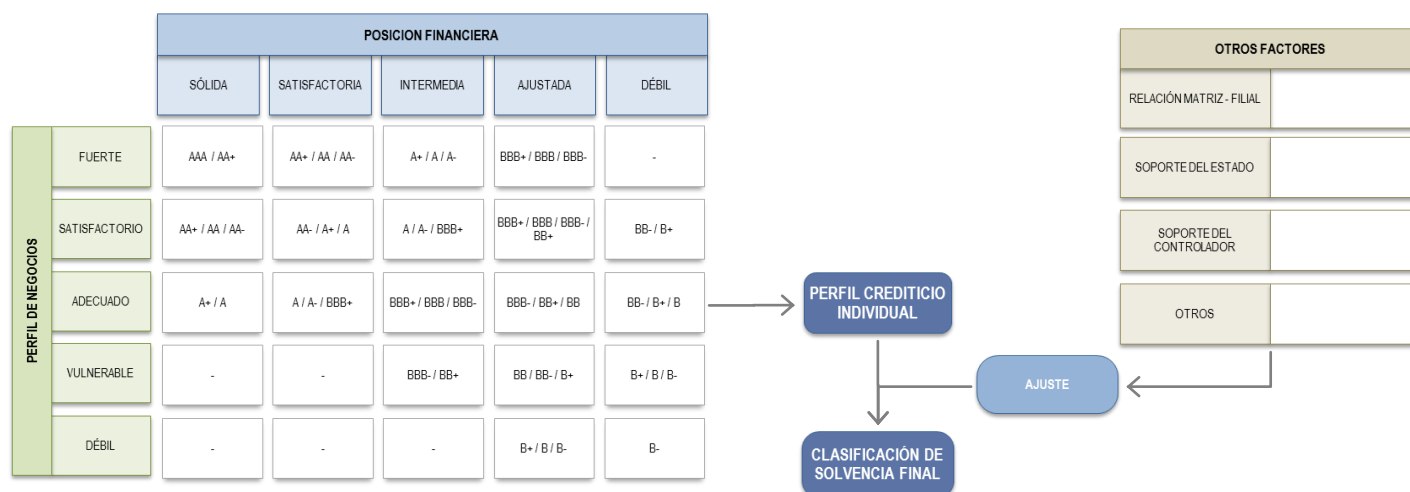 POSICION FINANCIERA
SÓLIDA
SATISFACTORIA
INTERMEDIA
AJUSTADA
DÉBIL
PERFIL DE NEGOCIOS
FUERTE
AAA / AA+
AA+ / AA / AA-
A+ / A / A-
BBB+ / BBB / BBB-
-
SATISFACTORIO
AA+ / AA / AA-
AA- / A+ / A
A / A- / BBB+
BBB+ / BBB / BBB- /
BB+
BB- / B+
ADECUADO
A+ / A
A / A- / BBB+
BBB+ / BBB / BBB-
BBB- / BB+ / BB
BB- / B+ / B
VULNERABLE
-
-
BBB- / BB+
BB / BB- / B+
B+ / B / B-
DÉBIL
-
-
-
B+ / B / B-
B-
PERFIL CREDITICIO
INDIVIDUAL
CLASIFICACIÓN DE
SOLVENCIA FINAL
AJUSTE
OTROS FACTORES
RELACIÓN MATRIZ - FILIAL
SOPORTE DEL ESTADO
SOPORTE DEL
CONTROLADOR
OTROS